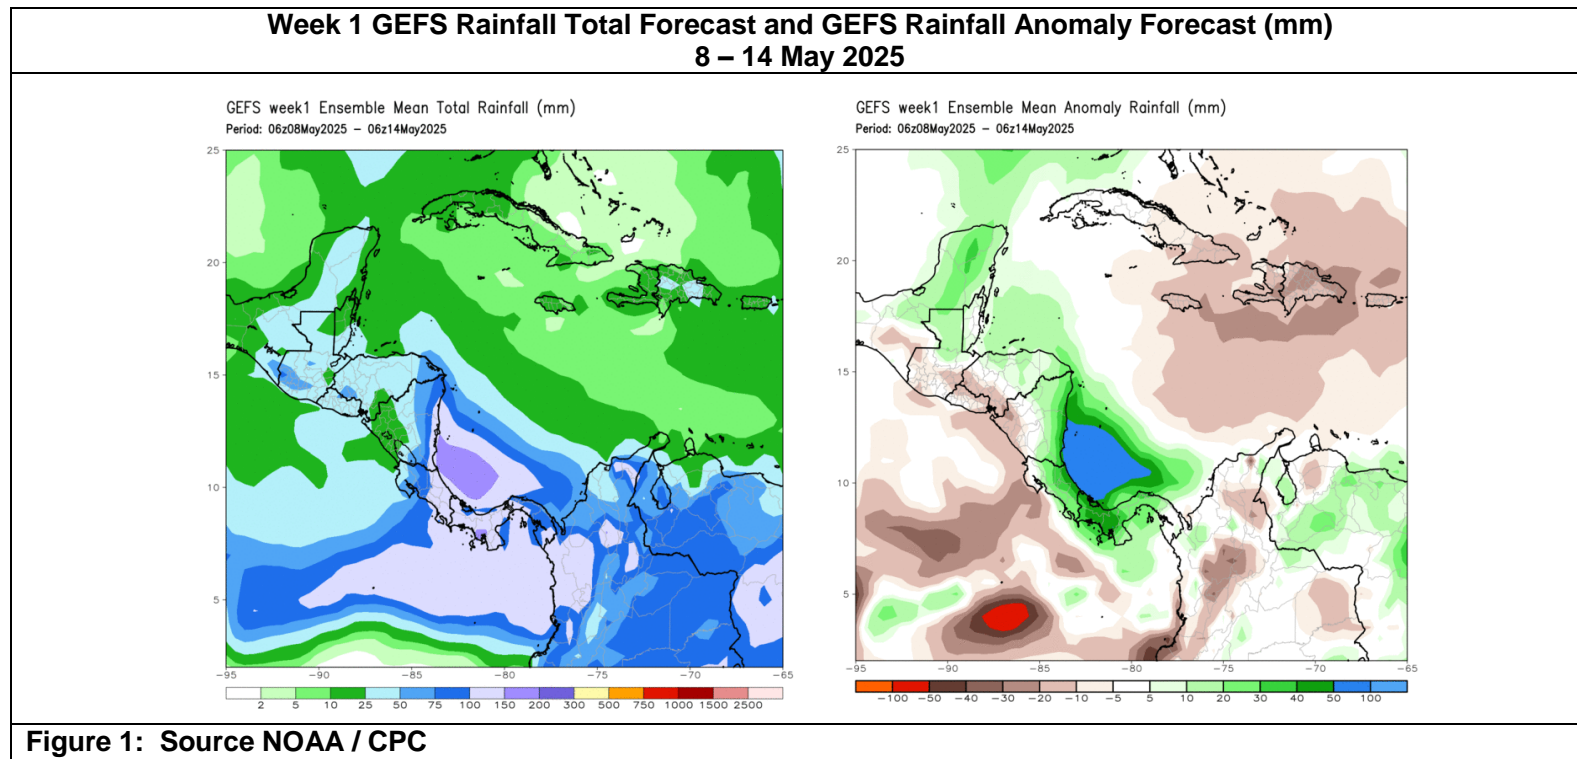 Week 1 GEFS Rainfall Total Forecast and GEFS Rainfall Anomaly Forecast (mm)
8 – 14 May 2025
GEFS week1 Ensemble Mean Total Rainfall (mm)
Period: 06z08May2025 – 06z14May2025
25
20
15
10
5
−95 −90 −85 −80 −75 −70 −65
2 5 10 25 50 75 100 150 200 300 500 750 1000 1500 2500
GEFS week1 Ensemble Mean Anomaly Rainfall (mm)
Period: 06z08May2025 – 06z14May2025
25
20
15
10
5
−95 −90 −85 −80 −75 −70 −65
−100 −50 −40 −30 −20 −10 −5 5 10 20 30 40 50 100
Figure 1: Source NOAA / CPC